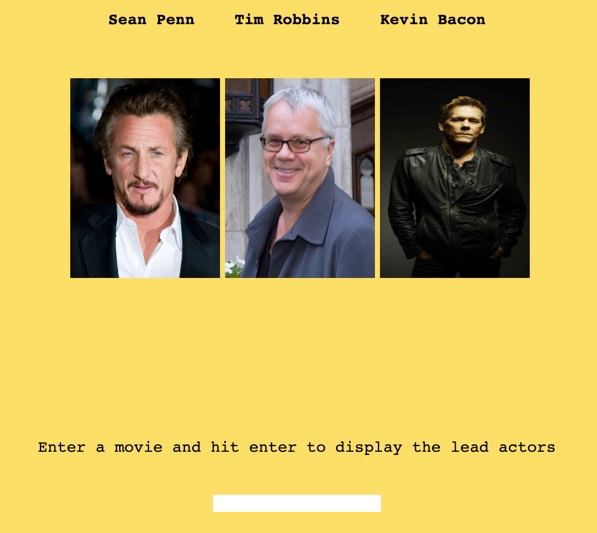 Sean Penn Tim Robbins Kevin Bacon
Enter a movie and hit enter to display the lead actors